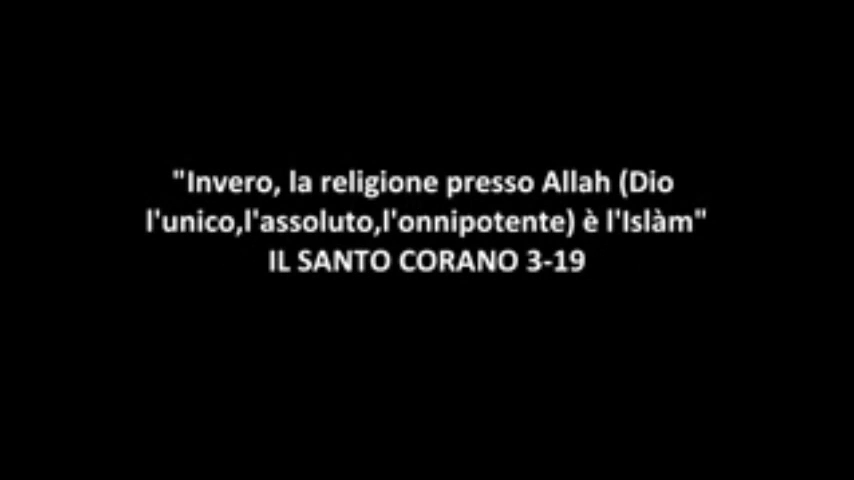 "Invero, la religione presso Allah (Dio
l'unico,l'assoluto,l'onnipotente) è l'Islàm"
IL SANTO CORANO 3-19